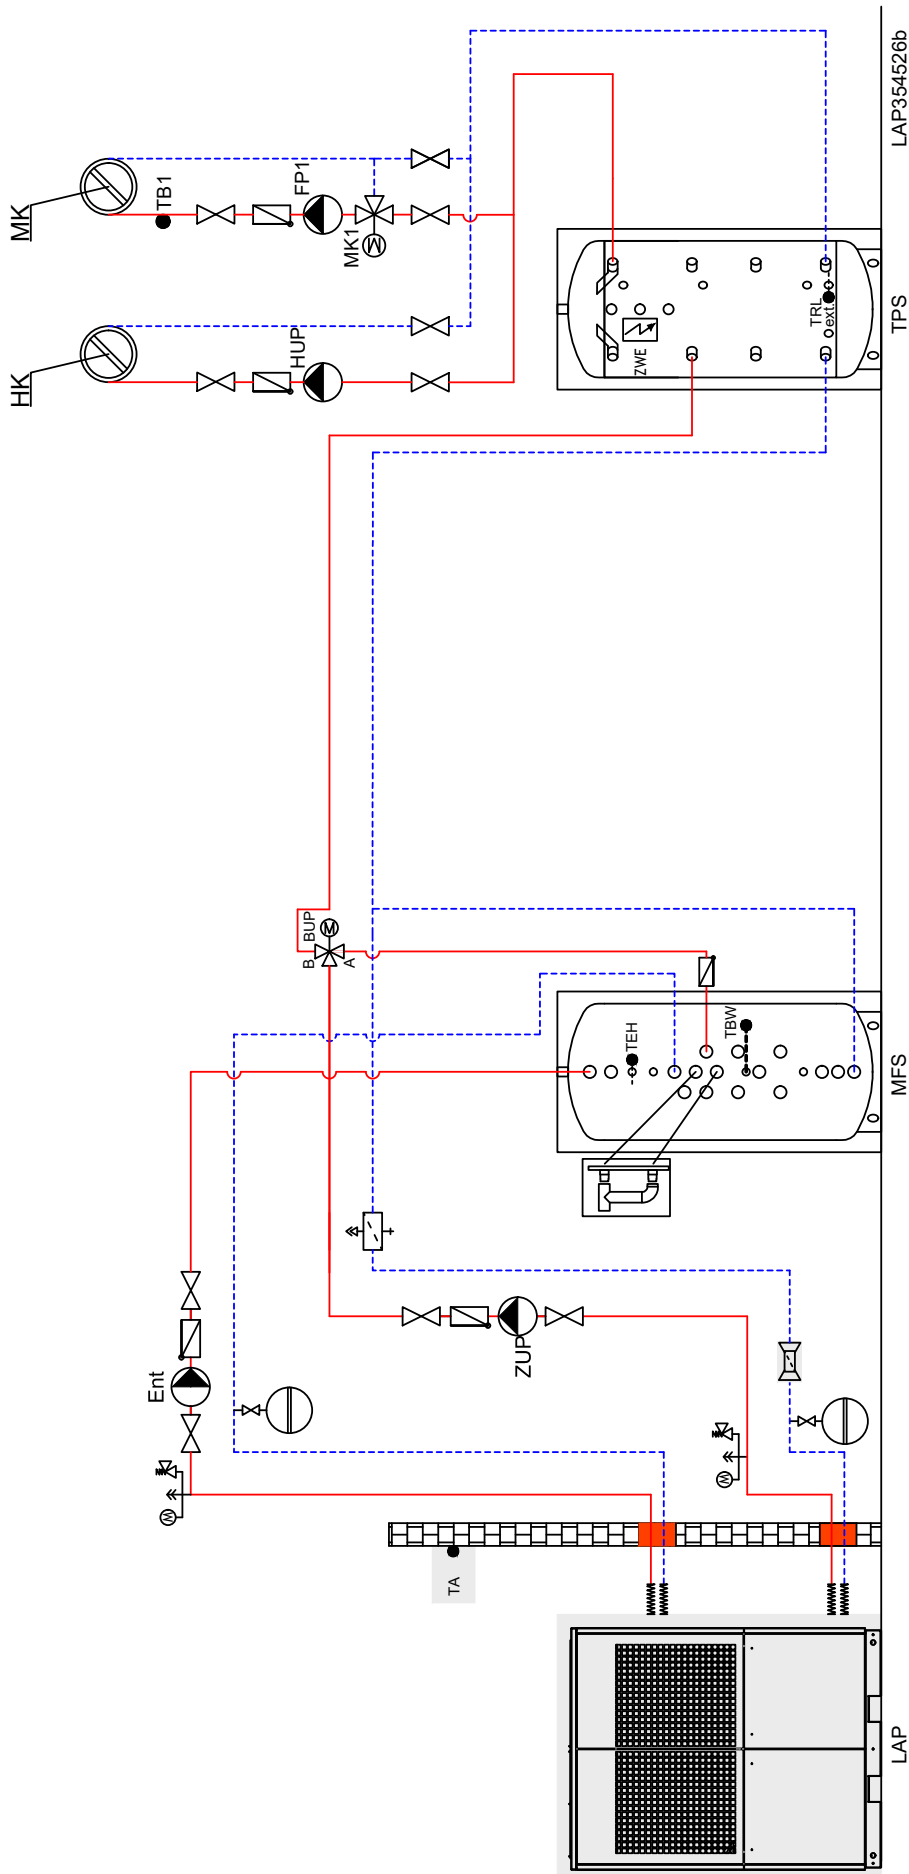 MK
HK
TB1
FP1
MK1
M
HUP
ZWE
TRL
ext.
TPS
LAP354526b
B
BUP
M
A
TEH
TBW
MFS
Ent
ZUP
TA
LAP